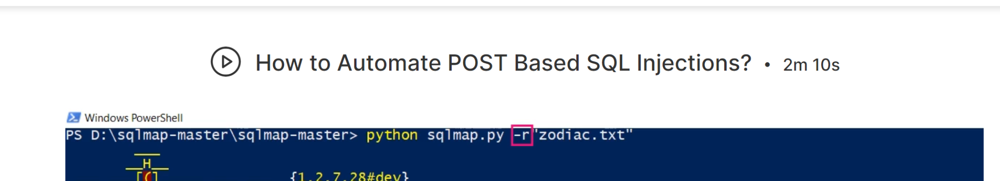 How to Automate POST Based SQL Injections? • 2m 10s
Windows PowerShell
PS D:\sqlmap-master\sqlmap-master> python sqlmap.py -r"zodiac.txt"
___
__H__
[(] {1.2.7.28#dev}